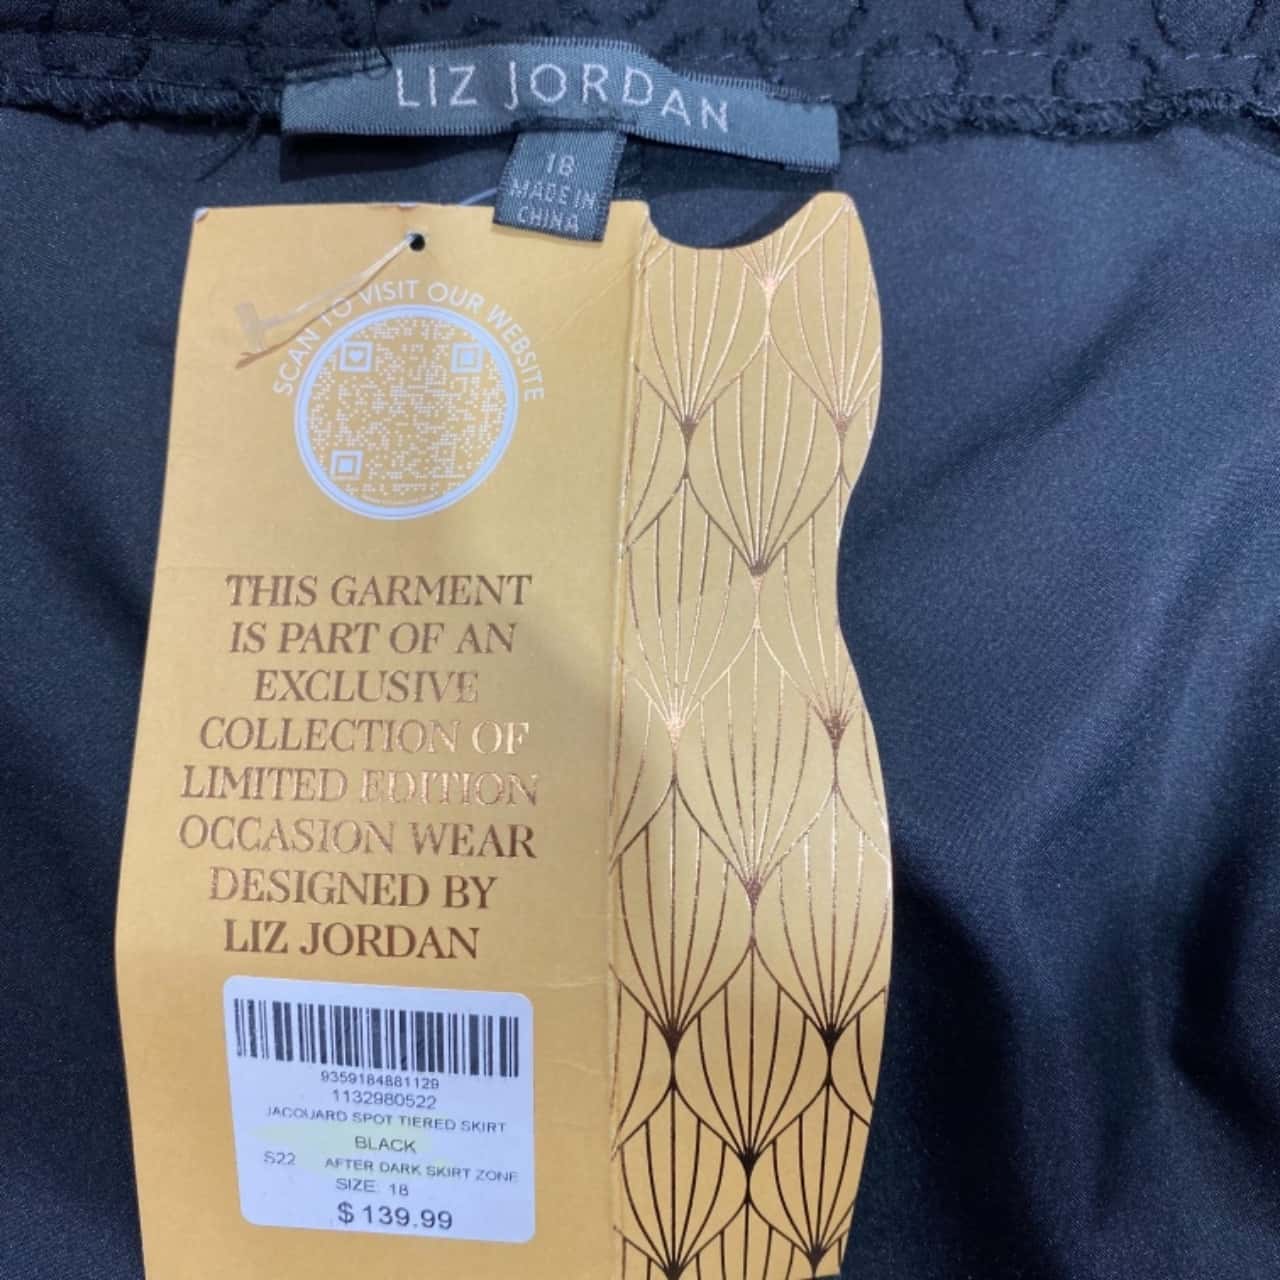 LIZ JORDAN
18
MADE IN
CHINA
SCAN TO VISIT OUR WEBSITE
THIS GARMENT
IS PART OF AN
EXCLUSIVE
COLLECTION OF
LIMITED EDITION
OCCASION WEAR
DESIGNED BY
LIZ JORDAN
9359184881129
1132980522
JACQUARD SPOT TIERED SKIRT
BLACK
S22 AFTER DARK SKIRT ZONE
SIZE: 18
$139.99